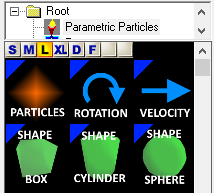 Root
Parametric Particles
S M L XL D F
PARTICLES ROTATION VELOCITY
SHAPE SHAPE SHAPE
BOX CYLINDER SPHERE